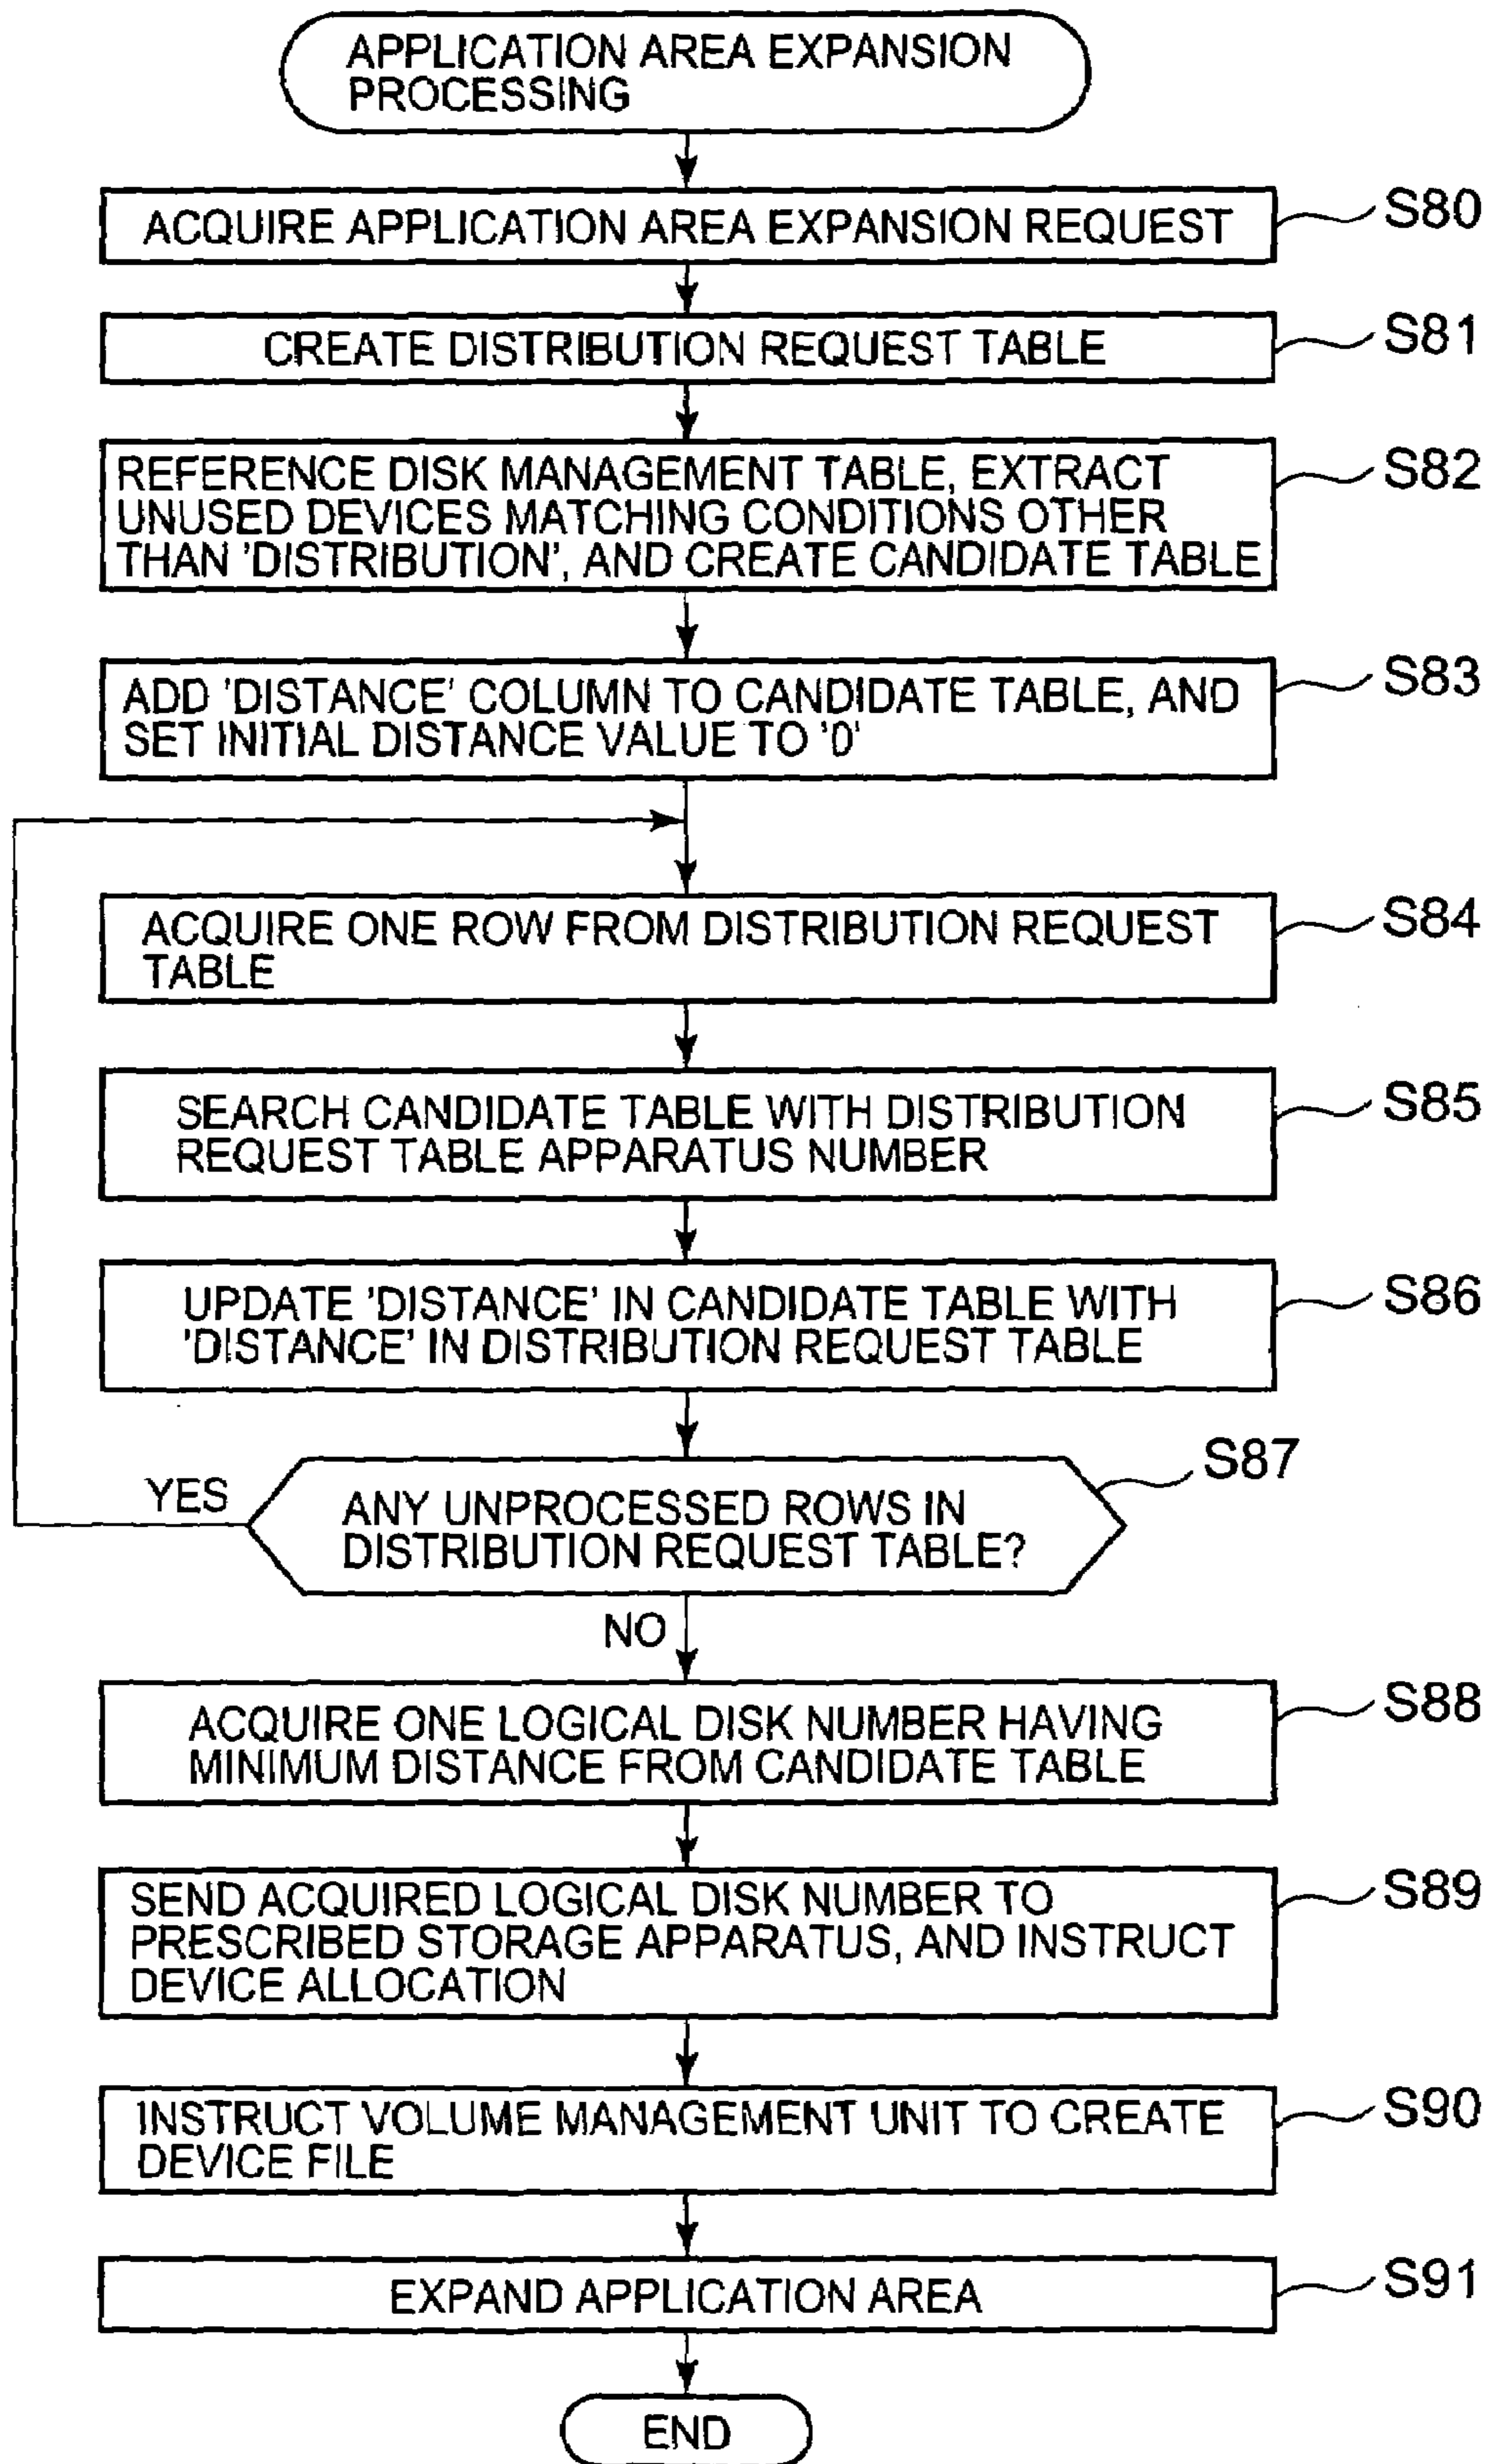 APPLICATION AREA EXPANSION
PROCESSING
ACQUIRE APPLICATION AREA EXPANSION REQUEST
S80
CREATE DISTRIBUTION REQUEST TABLE
S81
REFERENCE DISK MANAGEMENT TABLE, EXTRACT
UNUSED DEVICES MATCHING CONDITIONS OTHER
THAN 'DISTRIBUTION', AND CREATE CANDIDATE TABLE
S82
ADD 'DISTANCE' COLUMN TO CANDIDATE TABLE, AND
SET INITIAL DISTANCE VALUE TO '0'
S83
ACQUIRE ONE ROW FROM DISTRIBUTION REQUEST
TABLE
S84
SEARCH CANDIDATE TABLE WITH DISTRIBUTION
REQUEST TABLE APPARATUS NUMBER
S85
UPDATE 'DISTANCE' IN CANDIDATE TABLE WITH
'DISTANCE' IN DISTRIBUTION REQUEST TABLE
S86
YES
ANY UNPROCESSED ROWS IN
DISTRIBUTION REQUEST TABLE?
S87
NO
ACQUIRE ONE LOGICAL DISK NUMBER HAVING
MINIMUM DISTANCE FROM CANDIDATE TABLE
S88
SEND ACQUIRED LOGICAL DISK NUMBER TO
PRESCRIBED STORAGE APPARATUS, AND INSTRUCT
DEVICE ALLOCATION
S89
INSTRUCT VOLUME MANAGEMENT UNIT TO CREATE
DEVICE FILE
S90
EXPAND APPLICATION AREA
S91
END